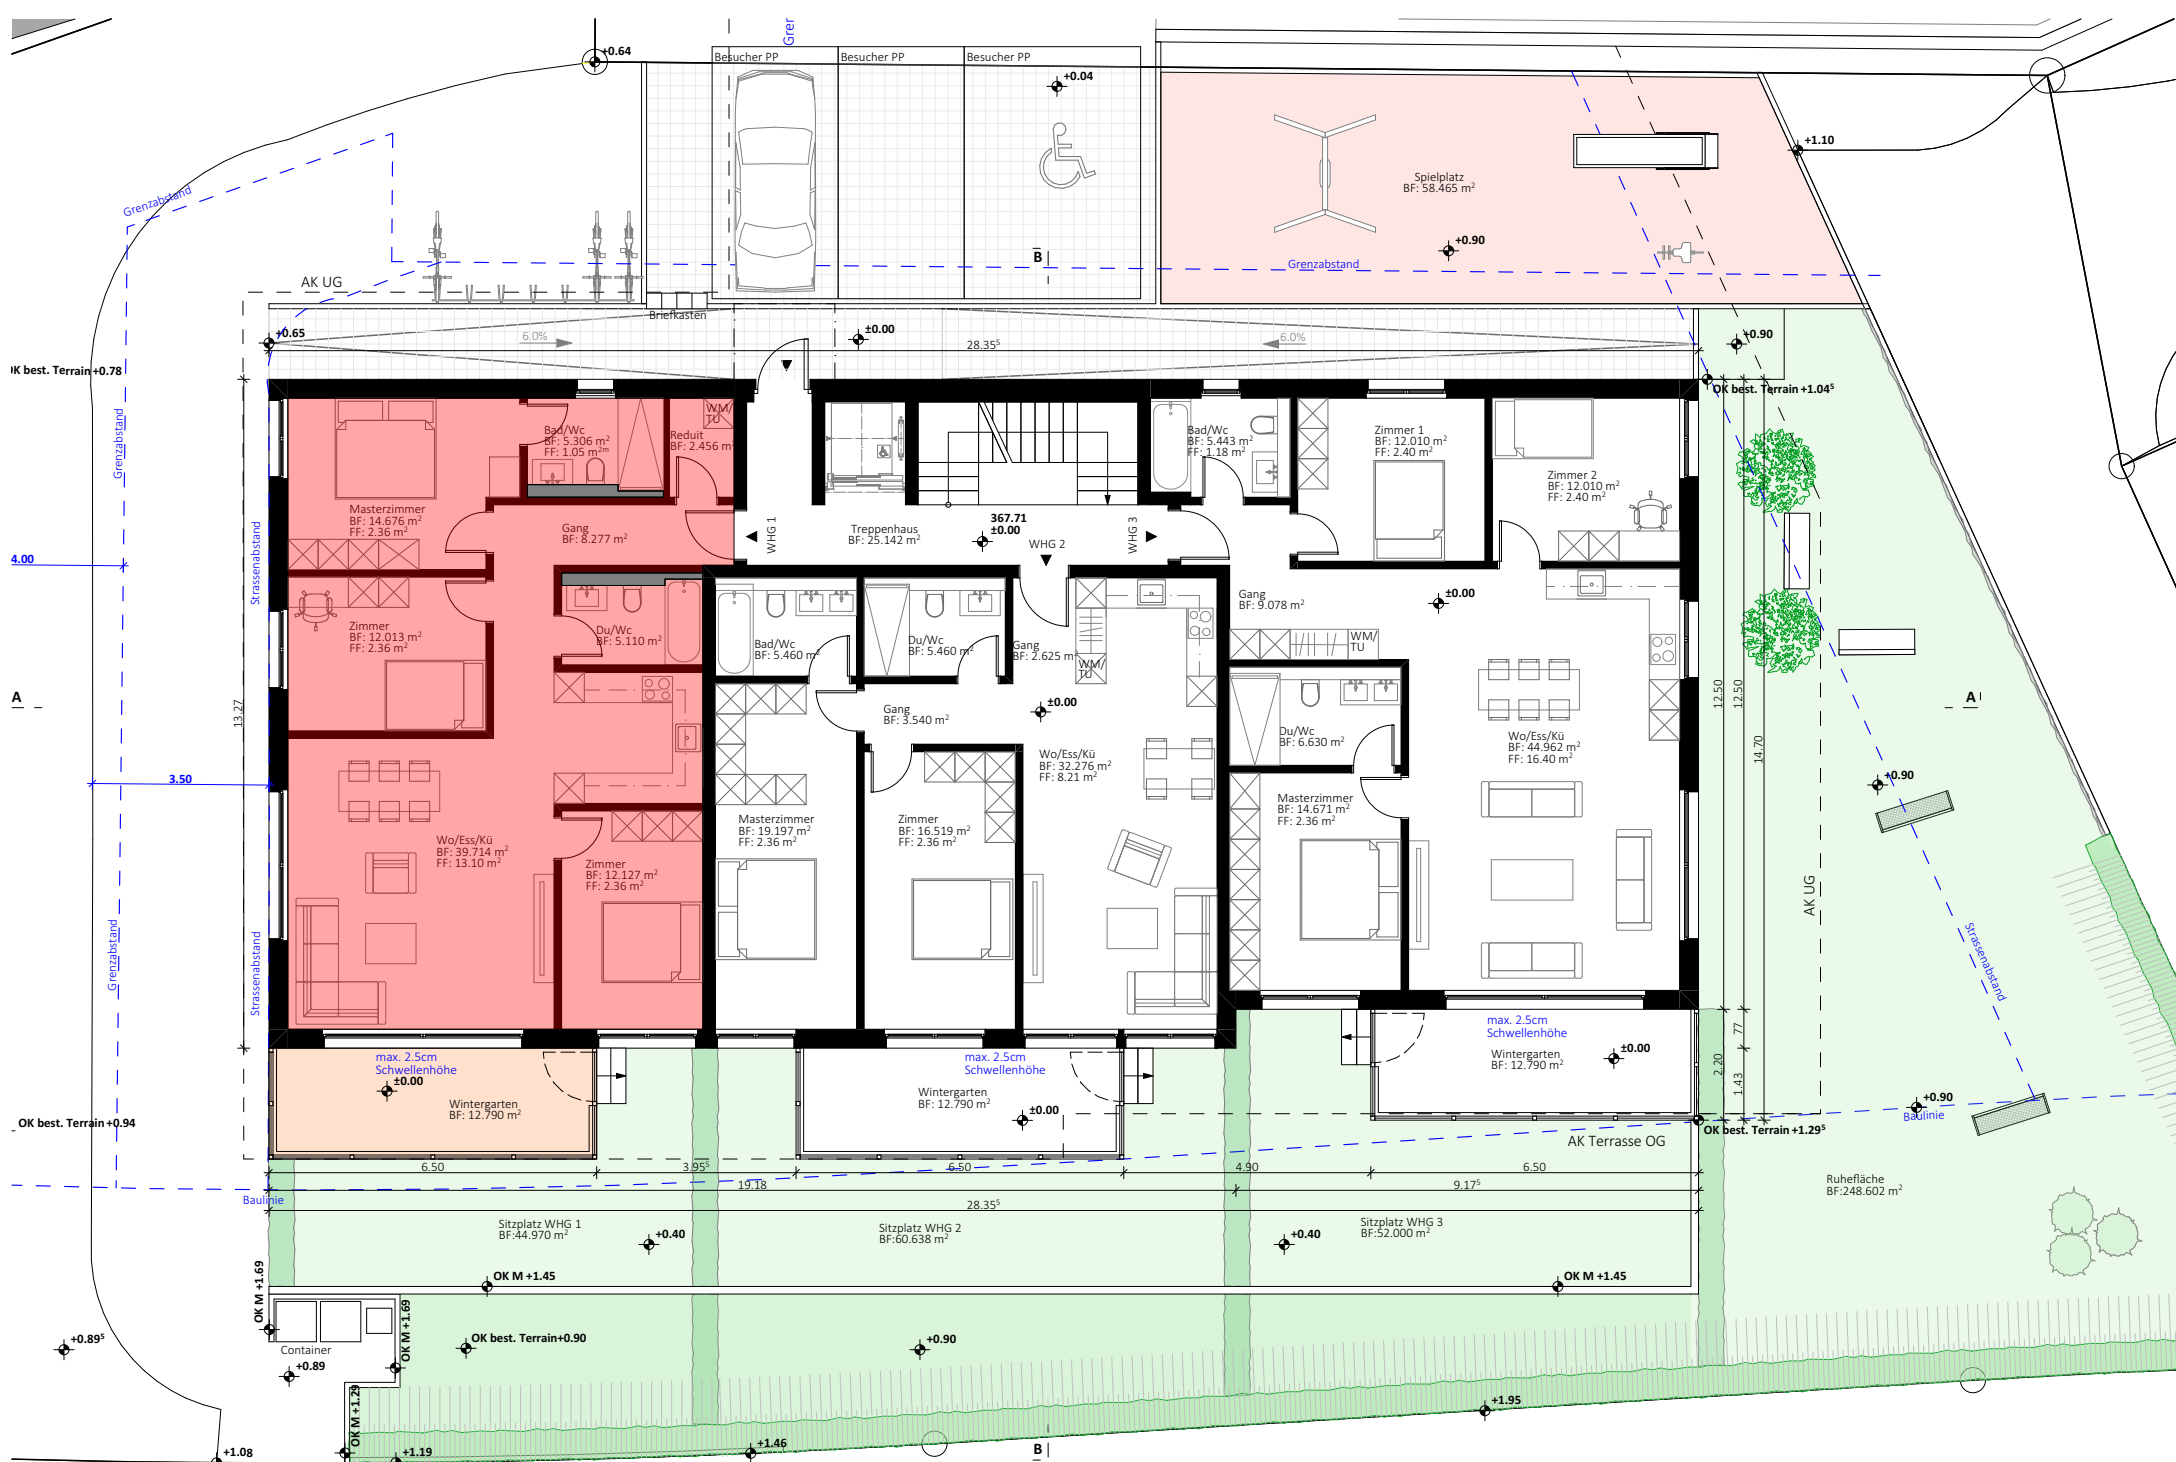 Grer
+0.64
Besucher PP
Besucher PP
Besucher PP
+0.04
+1.10
Spielplatz
BF: 58.465 m²
Grenzabstand
+0.90
B
Grenzabstand
AK UG
Briefkasten
+0.65
6.0%
±0.00
28.35⁵
6.0%
+0.90
OK best. Terrain +0.78
OK best. Terrain +1.04⁵
WM/
TU
Bad/Wc
BF: 5.306 m²
FF: 1.05 m²
Reduit
BF: 2.456 m²
Bad/Wc
BF: 5.443 m²
FF: 1.18 m²
Zimmer 1
BF: 12.010 m²
FF: 2.40 m²
Zimmer 2
BF: 12.010 m²
FF: 2.40 m²
Grenzabstand
Masterzimmer
BF: 14.676 m²
FF: 2.36 m²
Gang
BF: 8.277 m²
WHG 1
Treppenhaus
BF: 25.142 m²
367.71
±0.00
WHG 2
WHG 3
4.00
Strassenabstand
Zimmer
BF: 12.013 m²
FF: 2.36 m²
Du/Wc
BF: 5.110 m²
Bad/Wc
BF: 5.460 m²
Du/Wc
BF: 5.460 m²
Gang
BF: 2.625 m²
WM/
TU
Gang
BF: 9.078 m²
±0.00
WM/
TU
A
A
13.27
Gang
BF: 3.540 m²
±0.00
12.50
12.50
14.70
Du/Wc
BF: 6.630 m²
Wo/Ess/Kü
BF: 44.962 m²
FF: 16.40 m²
Wo/Ess/Kü
BF: 32.276 m²
FF: 8.21 m²
3.50
+0.90
Masterzimmer
BF: 14.671 m²
FF: 2.36 m²
Masterzimmer
BF: 19.197 m²
FF: 2.36 m²
Zimmer
BF: 16.519 m²
FF: 2.36 m²
Wo/Ess/Kü
BF: 39.714 m²
FF: 13.10 m²
Zimmer
BF: 12.127 m²
FF: 2.36 m²
AK UG
Grenzabstand
Strassenabstand
Strassenabstand
max. 2.5cm
Schwellenhöhe
±0.00
Wintergarten
BF: 12.790 m²
max. 2.5cm
Schwellenhöhe
Wintergarten
BF: 12.790 m²
±0.00
max. 2.5cm
Schwellenhöhe
Wintergarten
BF: 12.790 m²
±0.00
77
2.20
1.43
+0.90
Baulinie
OK best. Terrain +0.94
OK best. Terrain +1.29⁵
AK Terrasse OG
6.50
3.95⁵
6.50
4.90
6.50
19.18
9.17⁵
28.35⁵
Baulinie
Ruhefläche
BF:248.602 m²
Sitzplatz WHG 1
BF:44.970 m²
+0.40
Sitzplatz WHG 2
BF:60.638 m²
+0.40
Sitzplatz WHG 3
BF:52.000 m²
OK M +1.69
OK M +1.45
OK M +1.45
OK M +1.69
Container
+0.89⁵
+0.89
OK best. Terrain+0.90
+0.90
OK M +1.29
+1.95
+1.08
+1.19
+1.46
B